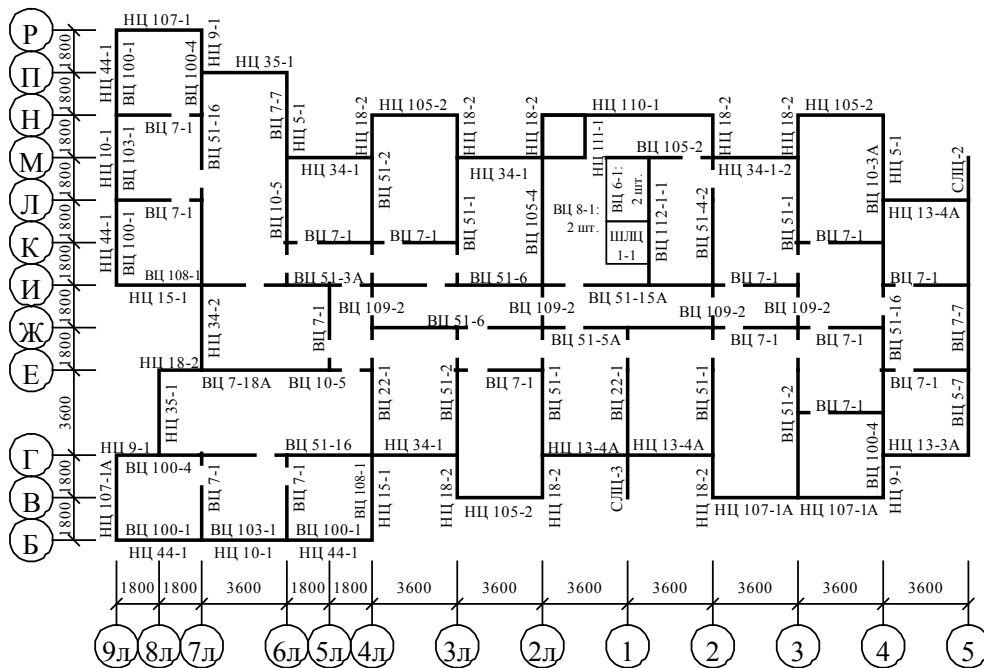 Р
П
Н
М
Л
К
И
Ж
Е
Г
В
Б
1800
1800
1800
1800
1800
1800
1800
1800
3600
1800
1800
НЦ 107-1
НЦ 44-1
ВЦ 100-1
ВЦ 100-4
НЦ 9-1
НЦ 35-1
ВЦ 7-1
НЦ 10-1
ВЦ 103-1
ВЦ 51-16
ВЦ 7-7
НЦ 5-1
НЦ 34-1
ВЦ 7-1
НЦ 44-1
ВЦ 100-1
ВЦ 108-1
НЦ 15-1
ВЦ 10-5
НЦ 18-2
НЦ 105-2
НЦ 18-2
ВЦ 51-2
ВЦ 51-1
ВЦ 7-1
ВЦ 7-1
НЦ 34-1
НЦ 18-2
НЦ 110-1
НЦ 111-1
ВЦ 105-2
ВЦ 105-4
ВЦ 8-1:
2 шт.
ВЦ 6-1:
2 шт.
ШЛЦ
1-1
ВЦ 112-1-1
ВЦ 51-4-2
НЦ 18-2
НЦ 34-1-2
НЦ 18-2
НЦ 105-2
ВЦ 51-1
ВЦ 10-3А
НЦ 5-1
СЛЦ-2
НЦ 13-4А
ВЦ 7-1
ВЦ 51-3А
ВЦ 51-6
ВЦ 51-15А
ВЦ 7-1
ВЦ 7-1
НЦ 34-2
ВЦ 7-1
ВЦ 109-2
ВЦ 51-6
ВЦ 109-2
ВЦ 51-5А
ВЦ 109-2
ВЦ 7-1
ВЦ 109-2
ВЦ 7-1
ВЦ 51-16
ВЦ 7-7
НЦ 18-2
ВЦ 7-18А
ВЦ 10-5
ВЦ 22-1
ВЦ 51-2
ВЦ 7-1
ВЦ 51-1
ВЦ 22-1
ВЦ 51-1
ВЦ 51-2
ВЦ 7-1
ВЦ 7-1
ВЦ 5-7
НЦ 35-1
НЦ 9-1
ВЦ 100-4
ВЦ 51-16
НЦ 34-1
НЦ 13-4А
НЦ 13-4А
ВЦ 100-4
НЦ 13-3А
НЦ 107-1А
ВЦ 7-1
ВЦ 7-1
ВЦ 108-1
НЦ 15-1
НЦ 18-2
НЦ 105-2
НЦ 18-2
СЛЦ-3
НЦ 18-2
НЦ 107-1А
НЦ 107-1А
НЦ 9-1
ВЦ 100-1
ВЦ 103-1
ВЦ 100-1
НЦ 44-1
НЦ 10-1
НЦ 44-1
1800
1800
3600
1800
1800
3600
3600
3600
3600
3600
3600
3600
9л
8л
7л
6л
5л
4л
3л
2л
1
2
3
4
5